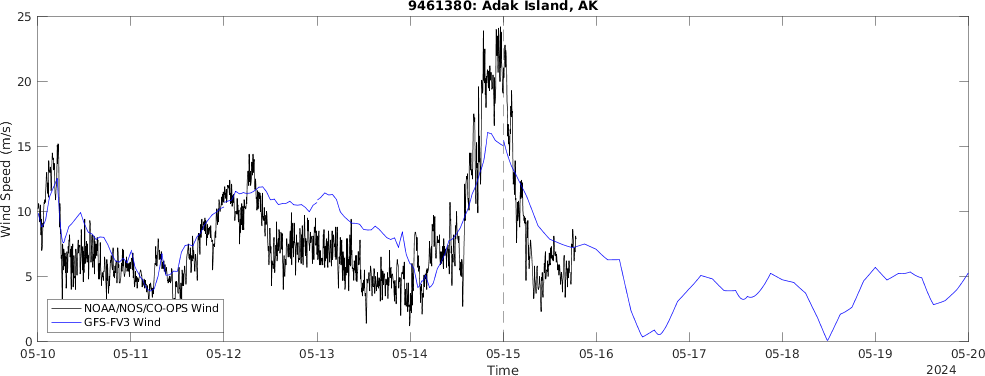 9461380: Adak Island, AK
25
20
15
10
5
0
Wind Speed (m/s)
NOAA/NOS/CO-OPS Wind
GFS-FV3 Wind
05-10 05-11 05-12 05-13 05-14 05-15 05-16 05-17 05-18 05-19 05-20
Time
2024